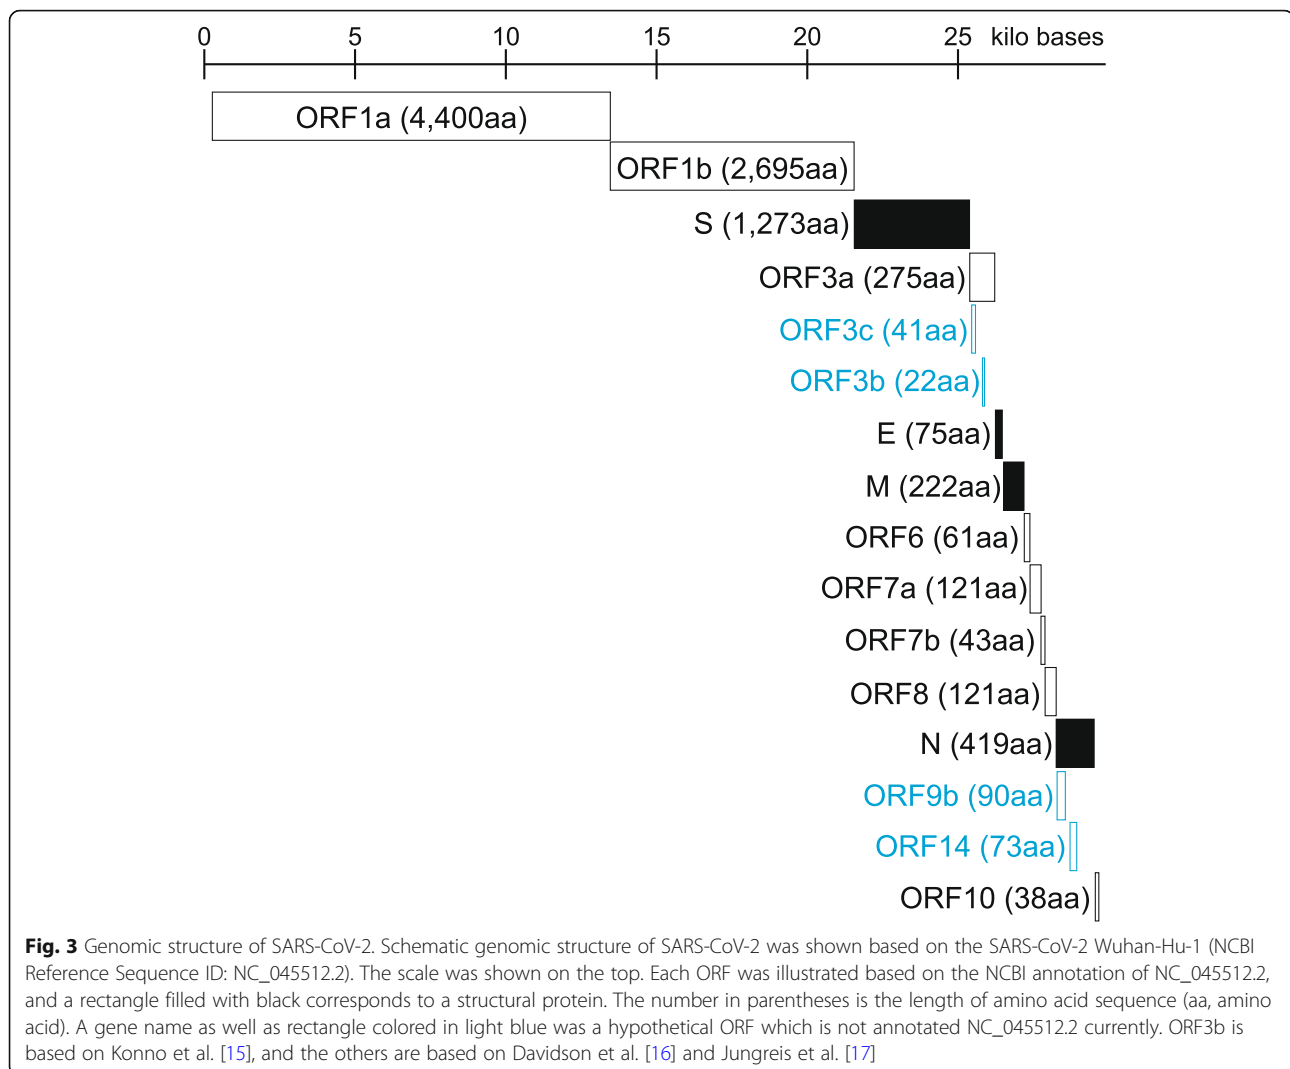 0 5 10 15 20 25 kilo bases
ORF1a (4,400aa)
ORF1b (2,695aa)
S (1,273aa)
ORF3a (275aa)
ORF3c (41aa)
ORF3b (22aa)
E (75aa)
M (222aa)
ORF6 (61aa)
ORF7a (121aa)
ORF7b (43aa)
ORF8 (121aa)
N (419aa)
ORF9b (90aa)
ORF14 (73aa)
ORF10 (38aa)
Fig. 3 Genomic structure of SARS-CoV-2. Schematic genomic structure of SARS-CoV-2 was shown based on the SARS-CoV-2 Wuhan-Hu-1 (NCBI
Reference Sequence ID: NC_045512.2). The scale was shown on the top. Each ORF was illustrated based on the NCBI annotation of NC_045512.2,
and a rectangle filled with black corresponds to a structural protein. The number in parentheses is the length of amino acid sequence (aa, amino
acid). A gene name as well as rectangle colored in light blue was a hypothetical ORF which is not annotated NC_045512.2 currently. ORF3b is
based on Konno et al. [15], and the others are based on Davidson et al. [16] and Jungreis et al. [17]